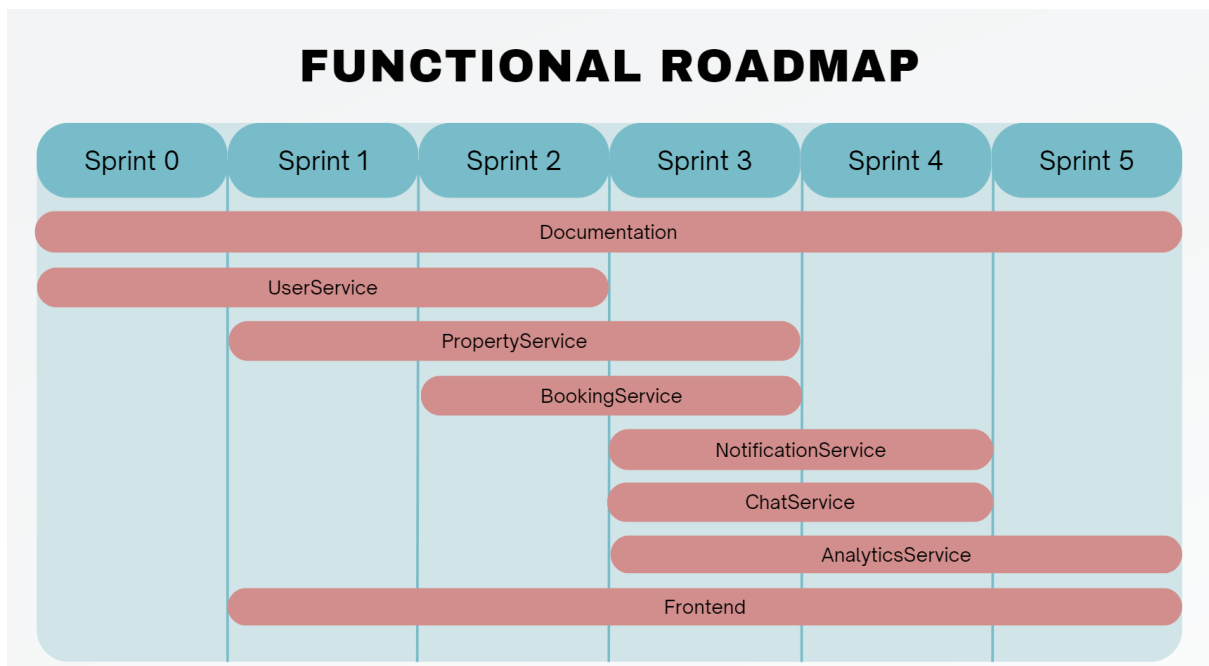 FUNCTIONAL ROADMAP
Sprint 0
Sprint 1
Sprint 2
Sprint 3
Sprint 4
Sprint 5
Documentation
UserService
PropertyService
BookingService
NotificationService
ChatService
AnalyticsService
Frontend